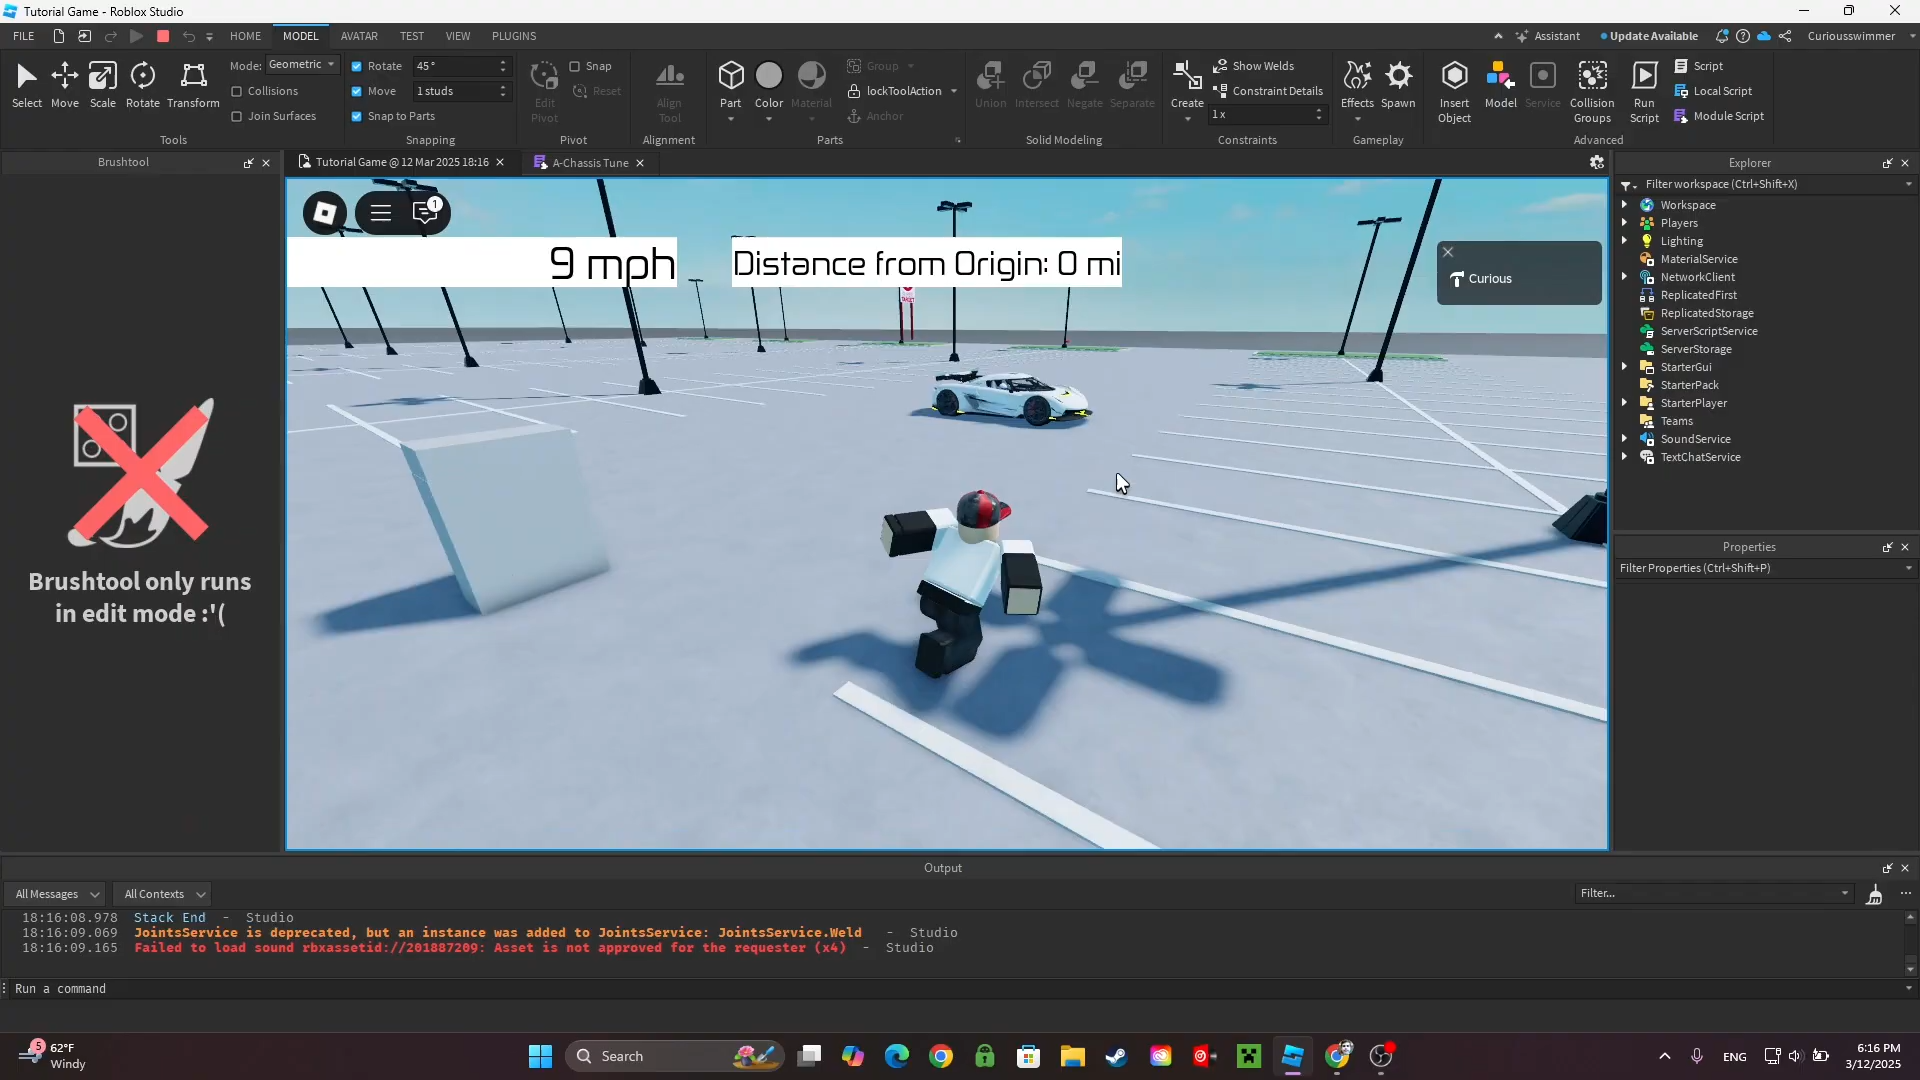 Tutorial Game - Roblox Studio
FILE HOME MODEL AVATAR TEST VIEW PLUGINS Assistant Update Available Curiousswimmer
Mode: Geometric Rotate 45° Snap Group Show Welds Script
Collisions Move 1 studs Reset lockToolAction Constraint Details Local Script
Join Surfaces Snap to Parts Anchor 1 x Module Script
Select Move Scale Rotate Transform Edit Pivot Align Tool Part Color Material Union Intersect Negate Separate Create Effects Spawn Insert Object Model Service Collision Groups Run Script
Tools Snapping Pivot Alignment Parts Solid Modeling Constraints Gameplay Advanced
Brushtool Tutorial Game @ 12 Mar 2025 18:16 A-Chassis Tune Explorer
Brushtool only runs
in edit mode :'(
1
9 mph
Distance from Origin: 0 mi
TARGET
Curious
Filter workspace (Ctrl+Shift+X)
Workspace
Players
Lighting
MaterialService
NetworkClient
ReplicatedFirst
ReplicatedStorage
ServerScriptService
ServerStorage
StarterGui
StarterPack
StarterPlayer
Teams
SoundService
TextChatService
Properties
Filter Properties (Ctrl+Shift+P)
Output
All Messages All Contexts Filter...
18:16:08.978 Stack End - Studio
18:16:09.069 JointsService is deprecated, but an instance was added to JointsService: JointsService.Weld - Studio
18:16:09.165 Failed to load sound rbxassetid://201887209: Asset is not approved for the requester (x4) - Studio
Run a command
5
62°F
Windy
Search
ENG
6:16 PM
3/12/2025